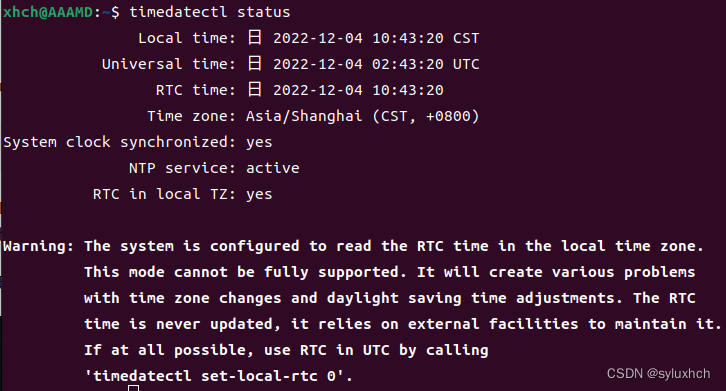 xhch@AAAMD:~$ timedatectl status
Local time: 日 2022-12-04 10:43:20 CST
Universal time: 日 2022-12-04 02:43:20 UTC
RTC time: 日 2022-12-04 10:43:20
Time zone: Asia/Shanghai (CST, +0800)
System clock synchronized: yes
NTP service: active
RTC in local TZ: yes
Warning: The system is configured to read the RTC time in the local time zone.
This mode cannot be fully supported. It will create various problems
with time zone changes and daylight saving time adjustments. The RTC
time is never updated, it relies on external facilities to maintain it.
If at all possible, use RTC in UTC by calling
'timedatectl set-local-rtc 0'.
CSDN @syluxhch